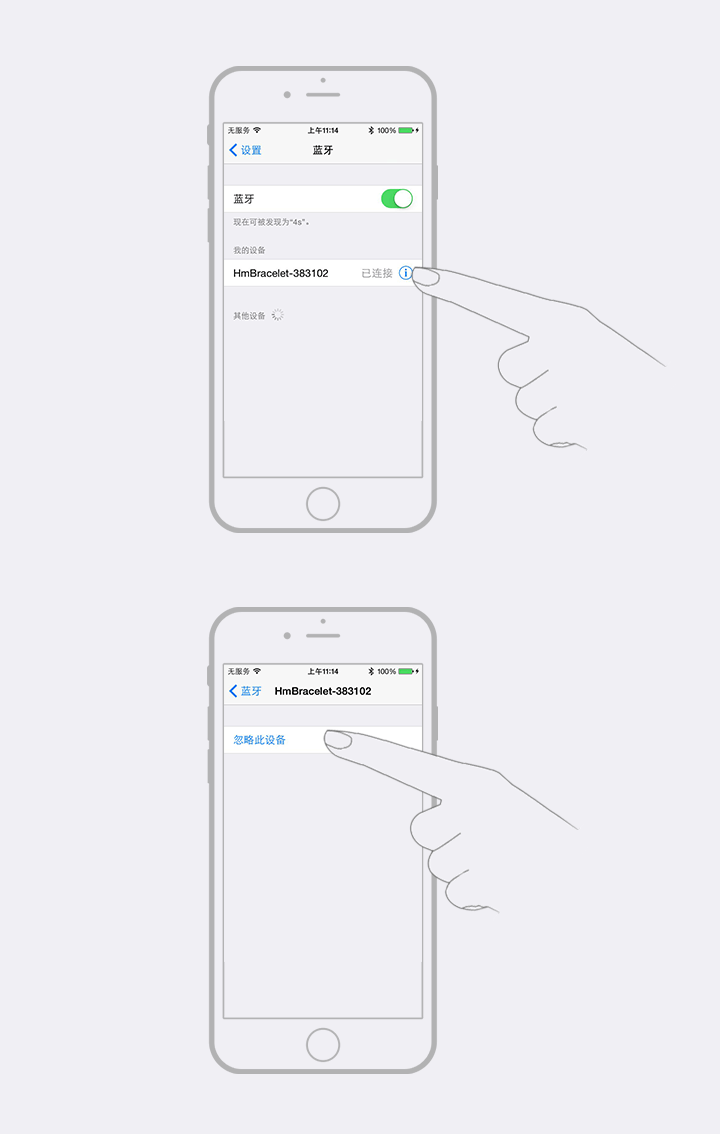 无服务 上午11:14 100%
设置 蓝牙
蓝牙
现在可被发现为“4s”。
我的设备
HmBracelet-383102 已连接
其他设备
无服务 上午11:14 100%
蓝牙 HmBracelet-383102
忽略此设备